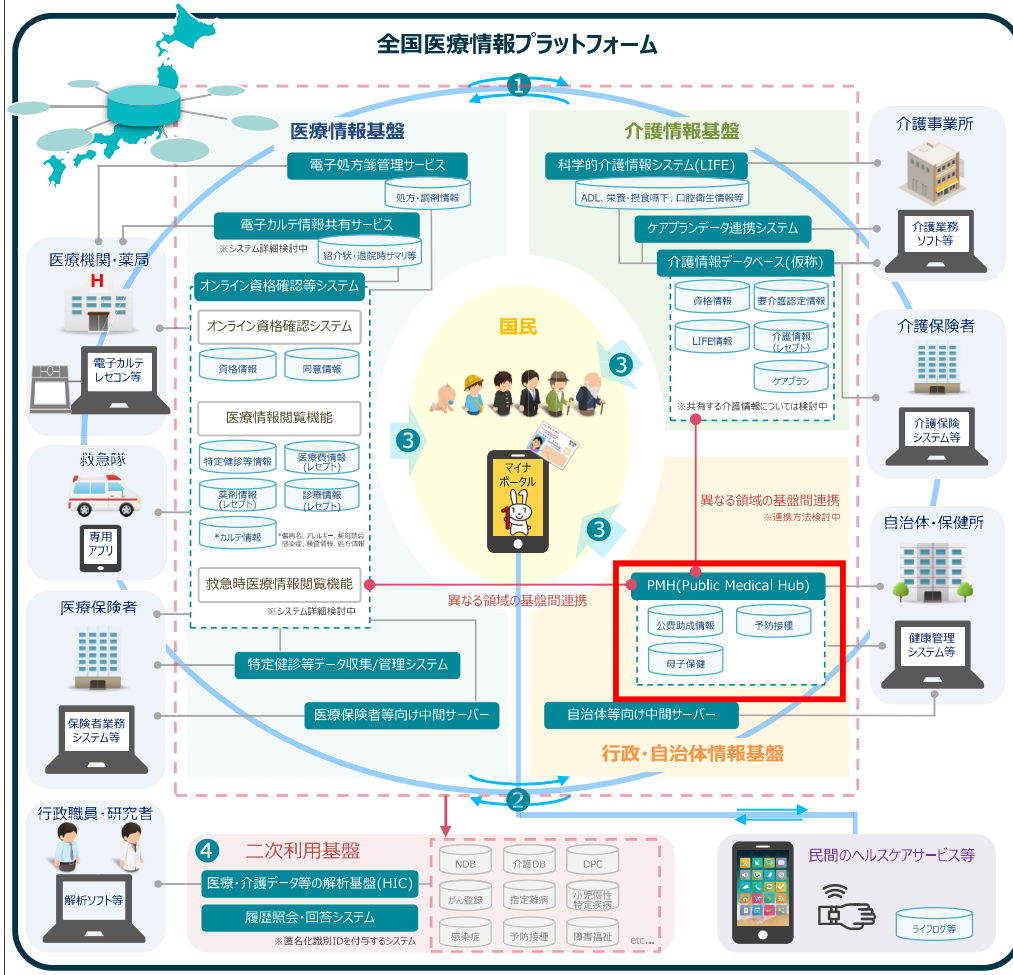 全国医療情報プラットフォーム
1
医療情報基盤
電子処方箋管理サービス
処方・調剤情報
電子カルテ情報共有サービス
※システム詳細検討中
紹介状・退院時サマリ等
オンライン資格確認等システム
オンライン資格確認システム
資格情報
同意情報
医療情報閲覧機能
特定健診等情報
医療費情報
(レセプト)
薬剤情報
(レセプト)
診療情報
(レセプト)
*カルテ情報
*傷病名、アレルギー、薬剤禁忌
感染症、検査情報、処方情報
救急時医療情報閲覧機能
※システム詳細検討中
特定健診等データ収集/管理システム
医療保険者等向け中間サーバー
介護情報基盤
科学的介護情報システム(LIFE)
ADL、栄養・摂食嚥下、口腔衛生情報等
ケアプランデータ連携システム
介護情報データベース(仮称)
資格情報
要介護認定情報
LIFE情報
介護情報
(レセプト)
ケアプラン
※共有する介護情報については検討中
国民
3
3
3
マイナ
ポータル
異なる領域の基盤間連携
※連携方法検討中
異なる領域の基盤間連携
PMH(Public Medical Hub)
公費助成情報
予防接種
母子保健
自治体等向け中間サーバー
行政・自治体情報基盤
2
医療機関・薬局
H
電子カルテ
レセコン等
救急隊
専用
アプリ
医療保険者
保険者業務
システム等
行政職員・研究者
解析ソフト等
介護事業所
介護業務
ソフト等
介護保険者
介護保険
システム等
自治体・保健所
健康管理
システム等
4
二次利用基盤
医療・介護データ等の解析基盤(HIC)
履歴照会・回答システム
※匿名化識別IDを付与するシステム
NDB
介護DB
DPC
がん登録
指定難病
小児慢性
特定疾病
感染症
予防接種
障害福祉
etc...
民間のヘルスケアサービス等
ライフログ等